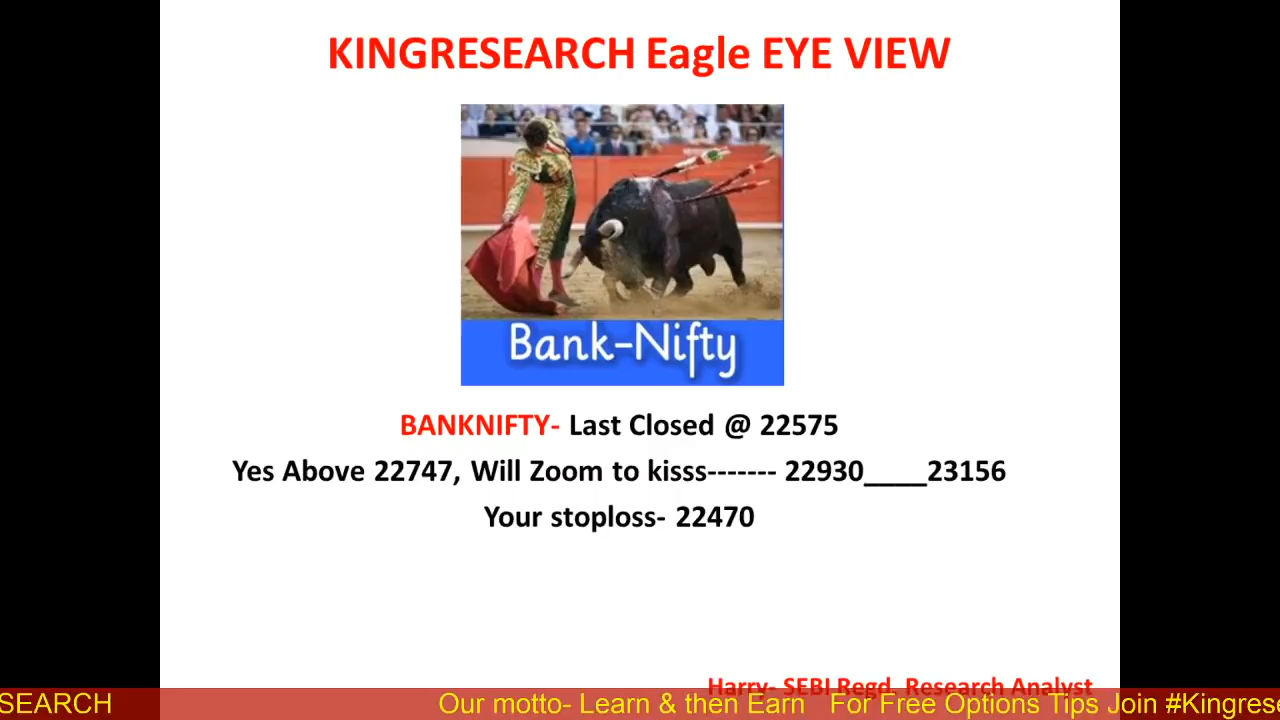 KINGRESEARCH Eagle EYE VIEW
Bank-Nifty
BANKNIFTY- Last Closed @ 22575
Yes Above 22747, Will Zoom to kisss------- 22930____23156
Your stoploss- 22470
Harry- SEBI Regd. Research Analyst
SEARCH Our motto- Learn & then Earn For Free Options Tips Join #Kingrese